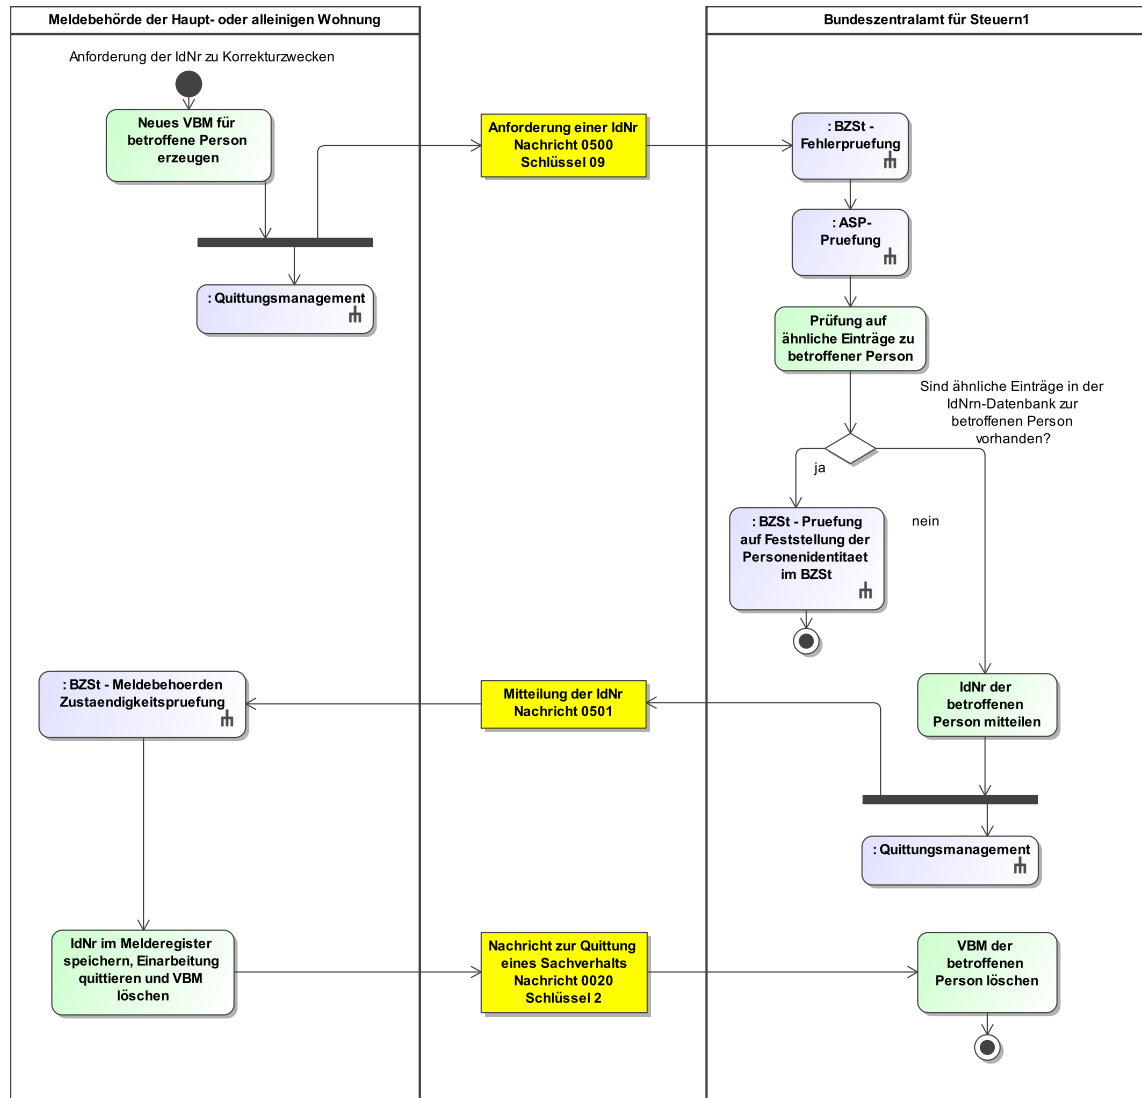 Meldebehörde der Haupt- oder alleinigen Wohnung
Bundeszentralamt für Steuern1
Anforderung der IdNr zu Korrekturzwecken
Neues VBM für
betroffene Person
erzeugen
Anforderung einer IdNr
Nachricht 0500
Schlüssel 09
: BZSt -
Fehlerpruefung
: ASP-
Pruefung
: Quittungsmanagement
Prüfung auf
ähnliche Einträge zu
betroffener Person
Sind ähnliche Einträge in der
IdNrn-Datenbank zur
betroffenen Person
vorhanden?
ja
nein
: BZSt - Pruefung
auf Feststellung der
Personenidentitaet
im BZSt
: BZSt - Meldebehoerden
Zustaendigkeitspruefung
Mitteilung der IdNr
Nachricht 0501
IdNr der
betroffenen
Person mitteilen
: Quittungsmanagement
IdNr im Melderegister
speichern, Einarbeitung
quittieren und VBM
löschen
Nachricht zur Quittung
eines Sachverhalts
Nachricht 0020
Schlüssel 2
VBM der
betroffenen
Person löschen